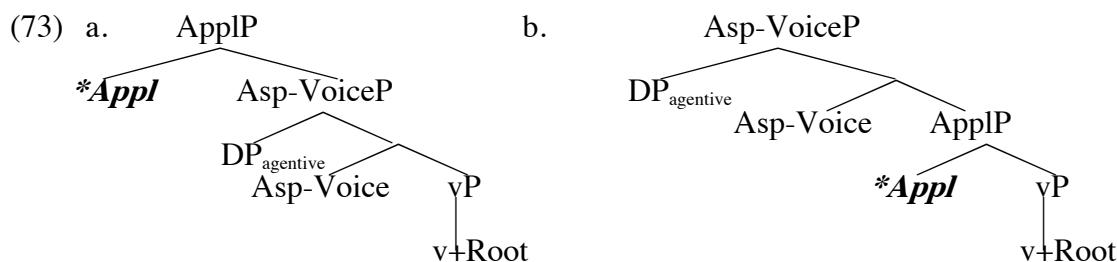 (73) a. ApplP b. Asp-VoiceP
*Appl Asp-VoiceP DPagentive
Asp-Voice ApplP
DPagentive
Asp-Voice vP *Appl vP
v+Root v+Root